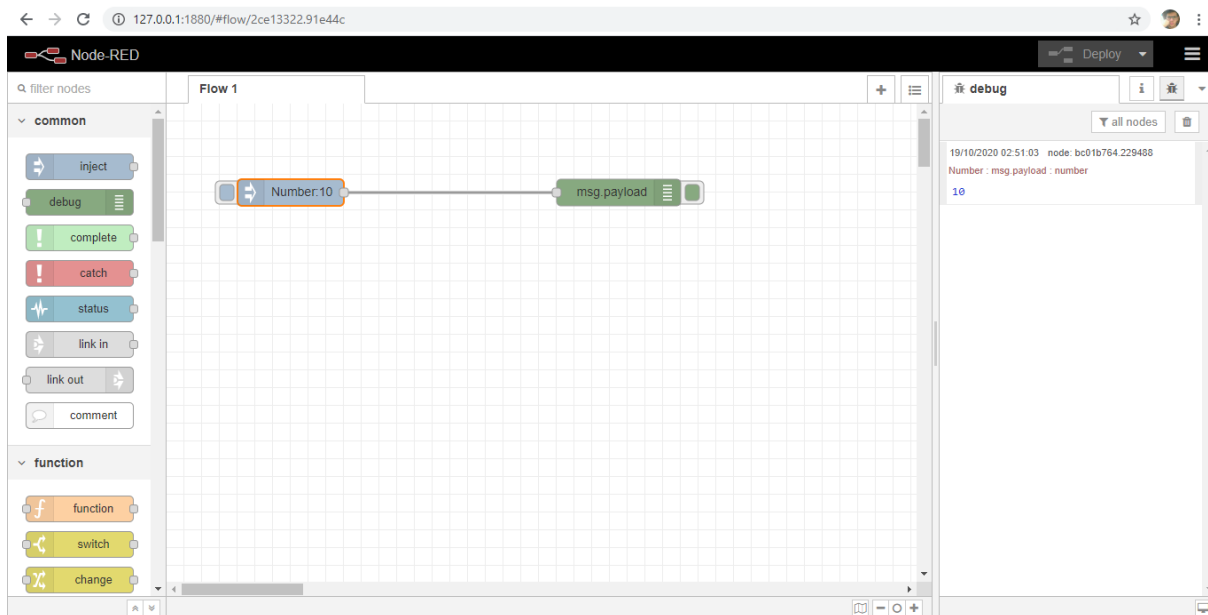 127.0.0.1:1880/#flow/2ce13322.91e44c
Node-RED
Deploy
filter nodes
Flow 1
debug
i
common
all nodes
inject
19/10/2020 02:51:03 node: bc01b764.229488
Number : msg.payload : number
10
Number:10
msg.payload
debug
complete
catch
status
link in
link out
comment
function
function
switch
change